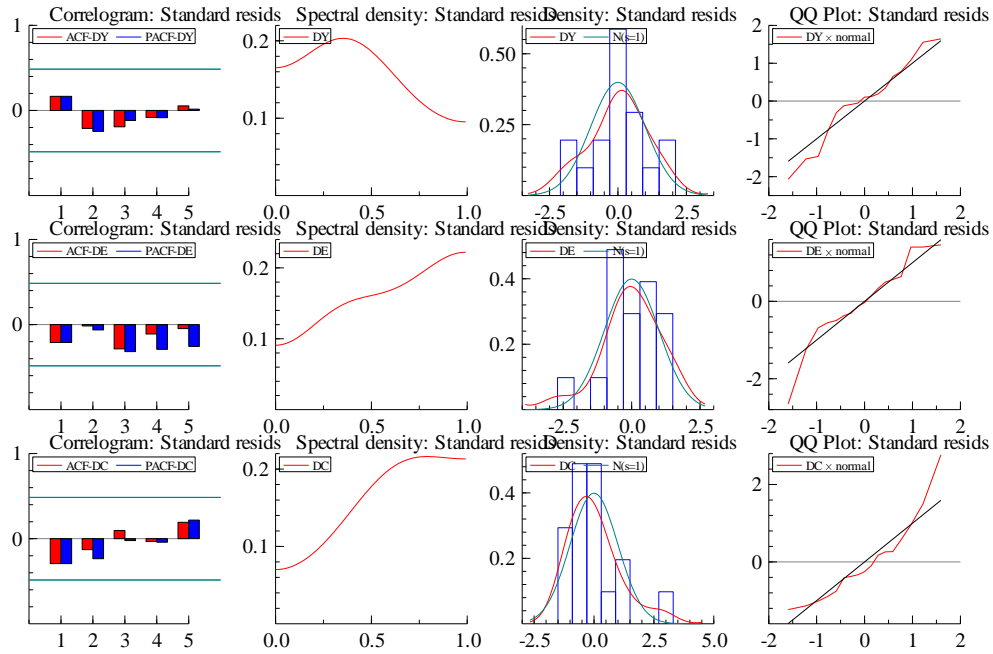 Correlogram: Standard resids
Spectral density: Standard resids
Density: Standard resids
QQ Plot: Standard resids
1
ACF-DY PACF-DY
0
1 2 3 4 5
DY
0.2
0.1
0.0 0.5 1.0
DY N(s=1)
0.50
0.25
-2.5 0.0 2.5
DY × normal
2
1
0
-1
-2
-2 -1 0 1 2
Correlogram: Standard resids
Spectral density: Standard resids
Density: Standard resids
QQ Plot: Standard resids
1
ACF-DE PACF-DE
0
1 2 3 4 5
DE
0.2
0.1
0.0 0.5 1.0
DE N(s=1)
0.4
0.2
-2.5 0.0 2.5
DE × normal
0
-2
-2 -1 0 1 2
Correlogram: Standard resids
Spectral density: Standard resids
Density: Standard resids
QQ Plot: Standard resids
1
ACF-DC PACF-DC
0
1 2 3 4 5
DC
0.2
0.1
0.0 0.5 1.0
DC N(s=1)
0.4
0.2
-2.5 0.0 2.5 5.0
DC × normal
2
0
-2 -1 0 1 2